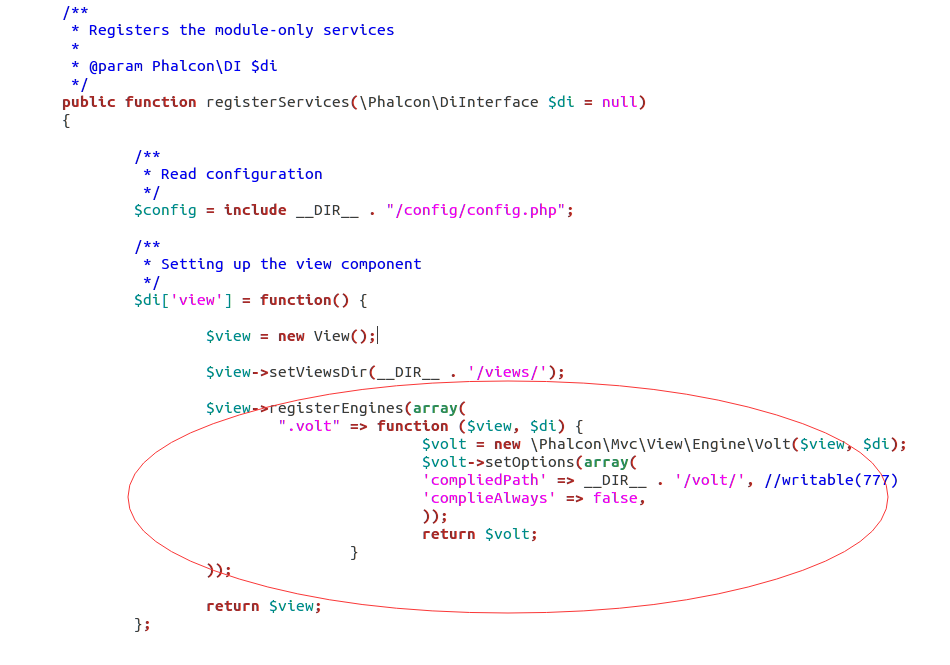 /**
 * Registers the module-only services
 *
 * @param Phalcon\DI $di
 */
public function registerServices(\Phalcon\DiInterface $di = null)
{
/**
 * Read configuration
 */
$config = include __DIR__ . "/config/config.php";
/**
 * Setting up the view component
 */
$di['view'] = function() {
$view = new View();
$view->setViewsDir(__DIR__ . '/views/');
$view->registerEngines(array(
".volt" => function ($view, $di) {
$volt = new \Phalcon\Mvc\View\Engine\Volt($view, $di);
$volt->setOptions(array(
'compliedPath' => __DIR__ . '/volt/', //writable(777)
'complieAlways' => false,
));
return $volt;
}
));
return $view;
};